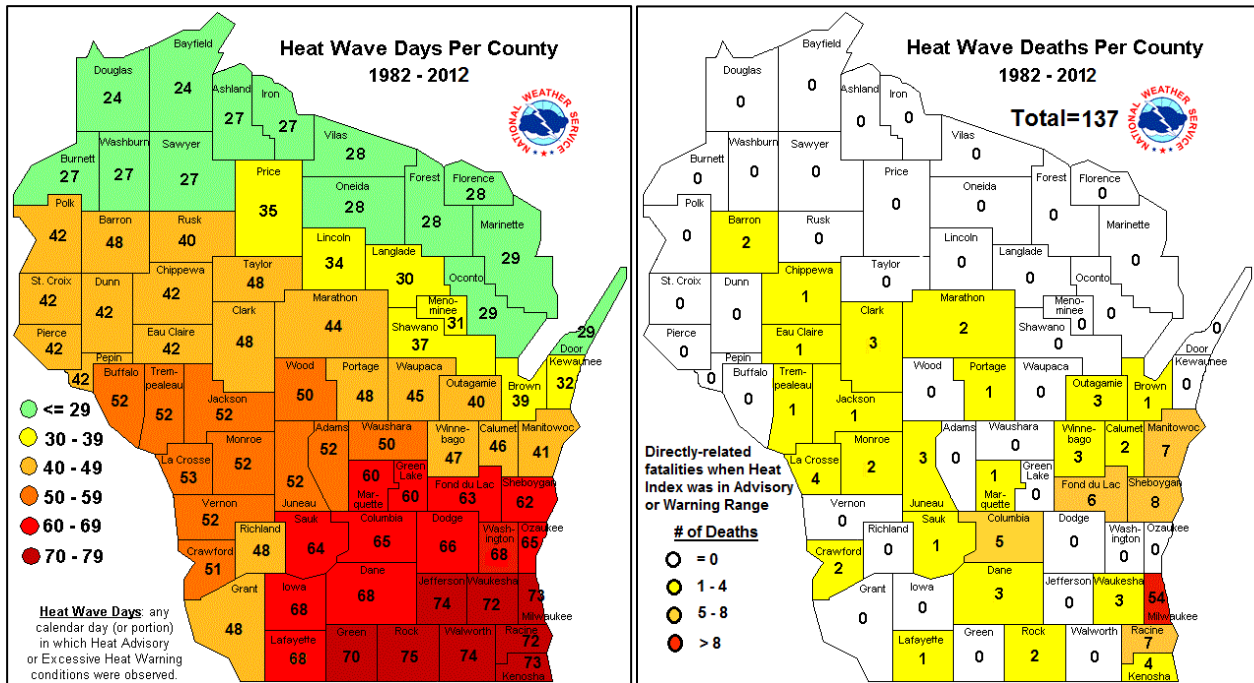 Heat Wave Days Per County
1982 - 2012
NATIONAL WEATHER SERVICE
Bayfield
24
Douglas
24
Ashland
27
Iron
27
Vilas
28
Burnett
27
Washburn
27
Sawyer
27
Price
35
Oneida
28
Forest
28
Florence
28
Marinette
29
Polk
42
Barron
48
Rusk
40
Lincoln
34
Langlade
30
Taylor
48
Oconto
29
St. Croix
42
Dunn
42
Chippewa
42
Marathon
44
Meno-
minee
31
Clark
48
Shawano
37
Pierce
42
Eau Claire
42
29
Door
Pepin
42
Buffalo
52
Trem-
pealeau
52
Jackson
52
Wood
50
Portage
48
Waupaca
45
Outagamie
40
Brown
39
Kewaunee
32
La Crosse
53
Monroe
52
Juneau
52
Adams
52
Waushara
50
Winne-
bago
47
Calumet
46
Manitowoc
41
60
Mar-
quette
Green
Lake
60
Fond du Lac
63
Sheboygan
62
Vernon
52
Richland
48
Sauk
64
Columbia
65
Dodge
66
Wash-
ington
68
Ozaukee
65
Crawford
51
Grant
48
Iowa
68
Dane
68
Jefferson
74
Waukesha
72
73
Milwaukee
Lafayette
68
Green
70
Rock
75
Walworth
74
Racine
72
73
Kenosha
<= 29
30 - 39
40 - 49
50 - 59
60 - 69
70 - 79
Heat Wave Days: any
calendar day (or portion)
in which Heat Advisory
or Excessive Heat Warning
conditions were observed.
Heat Wave Deaths Per County
1982 - 2012
Total=137
NATIONAL WEATHER SERVICE
Bayfield
0
Douglas
0
Ashland
0
Iron
0
Vilas
0
Burnett
0
Washburn
0
Sawyer
0
Price
0
Oneida
0
Forest
0
Florence
0
Marinette
0
Polk
0
Barron
2
Rusk
0
Lincoln
0
Langlade
0
Taylor
0
Oconto
0
St. Croix
0
Dunn
0
Chippewa
1
Marathon
2
Meno-
minee
0
Clark
3
Shawano
0
Pierce
0
Eau Claire
1
0
Door
Pepin
0
Buffalo
0
Trem-
pealeau
1
Jackson
1
Wood
0
Portage
1
Waupaca
0
Outagamie
3
Brown
1
Kewaunee
0
La Crosse
4
Monroe
2
3
Juneau
Adams
0
Waushara
0
Winne-
bago
3
Calumet
2
Manitowoc
7
1
Mar-
quette
Green
Lake
0
Fond du Lac
6
Sheboygan
8
Vernon
0
Richland
0
Sauk
1
Columbia
5
Dodge
0
Wash-
ington
0
Ozaukee
0
Crawford
2
Grant
0
Iowa
0
Dane
3
Jefferson
0
Waukesha
3
54
Milwaukee
Lafayette
1
Green
0
Rock
2
Walworth
0
Racine
7
4
Kenosha
Directly-related
fatalities when Heat
Index was in Advisory
or Warning Range
# of Deaths
= 0
1 - 4
5 - 8
> 8